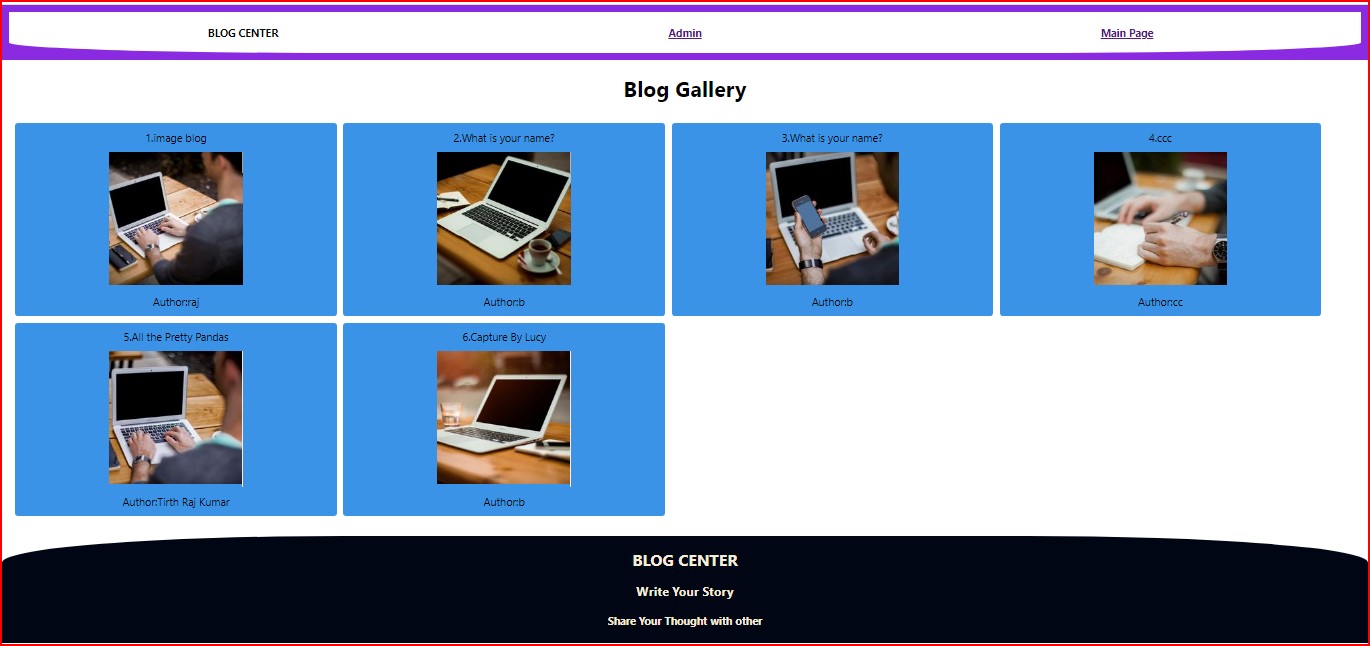 BLOG CENTER Admin Main Page
Blog Gallery
1.image blog
Author:raj
2.What is your name?
Author:b
3.What is your name?
Author:b
4.ccc
Author:cc
5.All the Pretty Pandas
Author:Tirth Raj Kumar
6.Capture By Lucy
Author:b
BLOG CENTER
Write Your Story
Share Your Thought with other